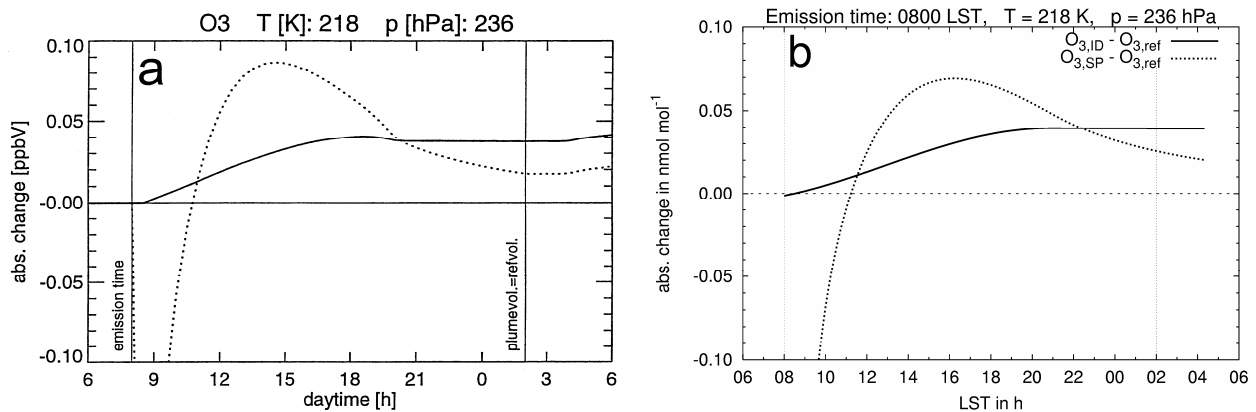 O3 T [K]: 218 p [hPa]: 236
a
0.10
0.05
-0.00
-0.05
-0.10
abs. change [ppbV]
emission time
plumevol.=refvol.
6 9 12 15 18 21 0 3 6
daytime [h]
Emission time: 0800 LST, T = 218 K, p = 236 hPa
b
O3,ID - O3,ref
O3,SP - O3,ref
0.10
0.05
0.00
-0.05
-0.10
abs. change in nmol mol-1
06 08 10 12 14 16 18 20 22 00 02 04 06
LST in h